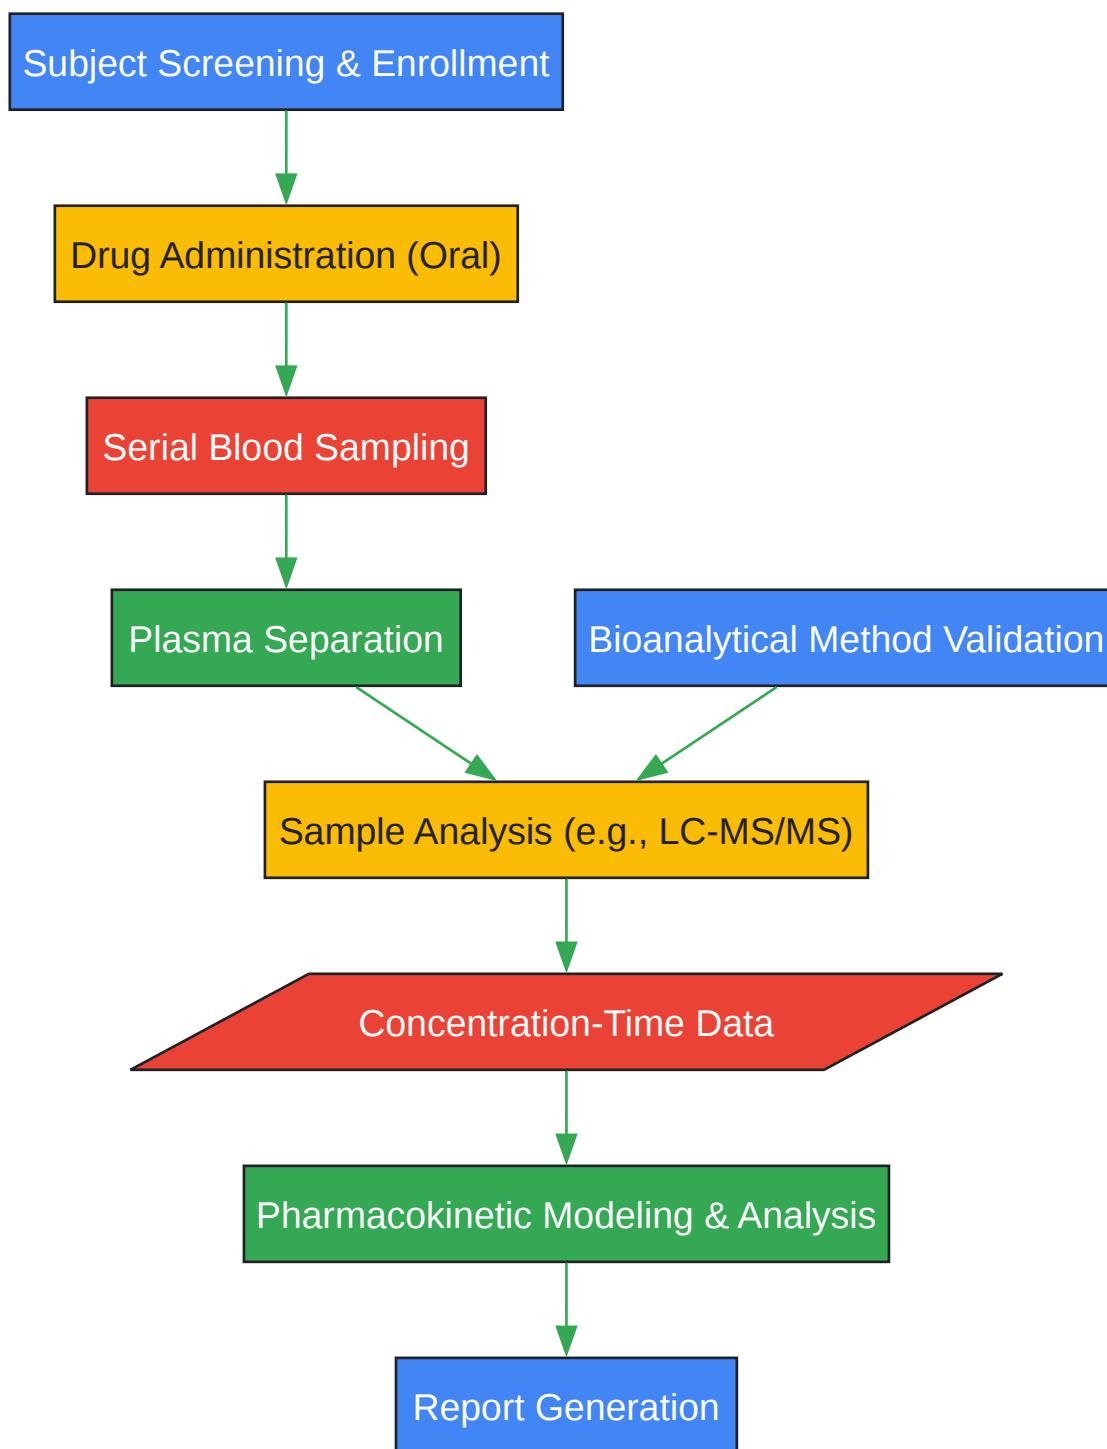 Subject Screening & Enrollment
Drug Administration (Oral)
Serial Blood Sampling
Plasma Separation
Bioanalytical Method Validation
Sample Analysis (e.g., LC-MS/MS)
Concentration-Time Data
Pharmacokinetic Modeling & Analysis
Report Generation